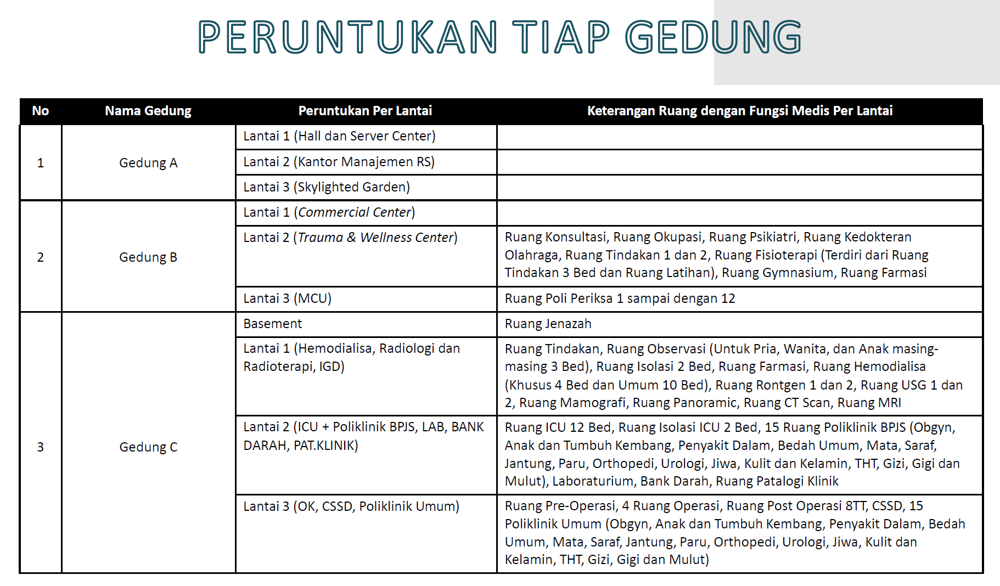 PERUNTUKAN TIAP GEDUNG
No
Nama Gedung
Peruntukan Per Lantai
Keterangan Ruang dengan Fungsi Medis Per Lantai
1
Gedung A
Lantai 1 (Hall dan Server Center)
Lantai 2 (Kantor Manajemen RS)
Lantai 3 (Skylighted Garden)
2
Gedung B
Lantai 1 (Commercial Center)
Lantai 2 (Trauma & Wellness Center)
Ruang Konsultasi, Ruang Okupasi, Ruang Psikiatri, Ruang Kedokteran
Olahraga, Ruang Tindakan 1 dan 2, Ruang Fisioterapi (Terdiri dari Ruang
Tindakan 3 Bed dan Ruang Latihan), Ruang Gymnasium, Ruang Farmasi
Lantai 3 (MCU)
Ruang Poli Periksa 1 sampai dengan 12
3
Gedung C
Basement
Ruang Jenazah
Lantai 1 (Hemodialisa, Radiologi dan
Radioterapi, IGD)
Ruang Tindakan, Ruang Observasi (Untuk Pria, Wanita, dan Anak masing-
masing 3 Bed), Ruang Isolasi 2 Bed, Ruang Farmasi, Ruang Hemodialisa
(Khusus 4 Bed dan Umum 10 Bed), Ruang Rontgen 1 dan 2, Ruang USG 1 dan
2, Ruang Mamografi, Ruang Panoramic, Ruang CT Scan, Ruang MRI
Lantai 2 (ICU + Poliklinik BPJS, LAB, BANK
DARAH, PAT.KLINIK)
Ruang ICU 12 Bed, Ruang Isolasi ICU 2 Bed, 15 Ruang Poliklinik BPJS (Obgyn,
Anak dan Tumbuh Kembang, Penyakit Dalam, Bedah Umum, Mata, Saraf,
Jantung, Paru, Orthopedi, Urologi, Jiwa, Kulit dan Kelamin, THT, Gizi, Gigi dan
Mulut), Laboraturium, Bank Darah, Ruang Patalogi Klinik
Lantai 3 (OK, CSSD, Poliklinik Umum)
Ruang Pre-Operasi, 4 Ruang Operasi, Ruang Post Operasi 8TT, CSSD, 15
Poliklinik Umum (Obgyn, Anak dan Tumbuh Kembang, Penyakit Dalam, Bedah
Umum, Mata, Saraf, Jantung, Paru, Orthopedi, Urologi, Jiwa, Kulit dan
Kelamin, THT, Gizi, Gigi dan Mulut)